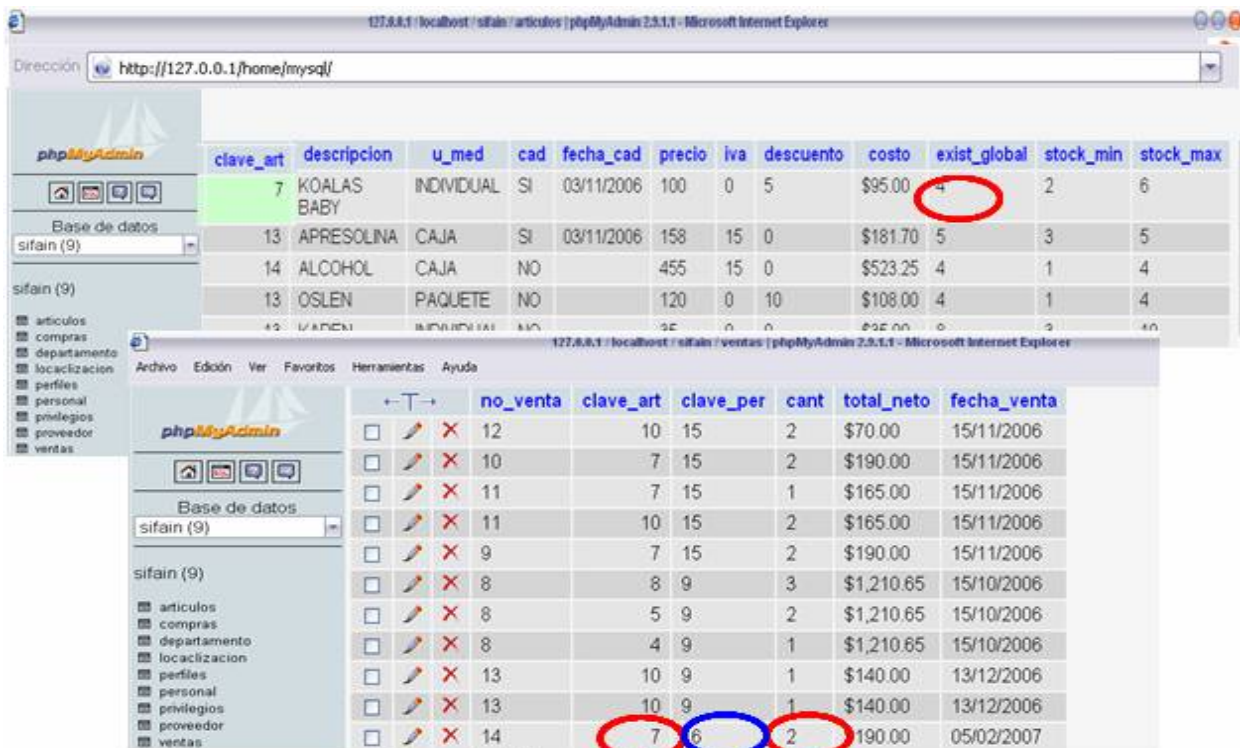 127.0.0.1 / localhost / sifain / articulos | phpMyAdmin 2.9.1.1 - Microsoft Internet Explorer
Dirección http://127.0.0.1/home/mysql/
phpMyAdmin
Base de datos
sifain (9)
sifain (9)
articulos
compras
departamento
locaclizacion
perfiles
personal
privilegios
proveedor
ventas
clave_art descripcion u_med cad fecha_cad precio iva descuento costo exist_global stock_min stock_max
7 KOALAS BABY INDIVIDUAL SI 03/11/2006 100 0 5 $95.00 4 2 6
13 APRESOLINA CAJA SI 03/11/2006 158 15 0 $181.70 5 3 5
14 ALCOHOL CAJA NO 455 15 0 $523.25 4 1 4
13 OSLEN PAQUETE NO 120 0 10 $108.00 4 1 4
127.0.0.1 / localhost / sifain / ventas | phpMyAdmin 2.9.1.1 - Microsoft Internet Explorer
Archivo Edición Ver Favoritos Herramientas Ayuda
phpMyAdmin
Base de datos
sifain (9)
sifain (9)
articulos
compras
departamento
locaclizacion
perfiles
personal
privilegios
proveedor
ventas
←T→ no_venta clave_art clave_per cant total_neto fecha_venta
12 10 15 2 $70.00 15/11/2006
10 7 15 2 $190.00 15/11/2006
11 7 15 1 $165.00 15/11/2006
11 10 15 2 $165.00 15/11/2006
9 7 15 2 $190.00 15/11/2006
8 8 9 3 $1,210.65 15/10/2006
8 5 9 2 $1,210.65 15/10/2006
8 4 9 1 $1,210.65 15/10/2006
13 10 9 1 $140.00 13/12/2006
13 10 9 1 $140.00 13/12/2006
14 7 6 2 $190.00 05/02/2007